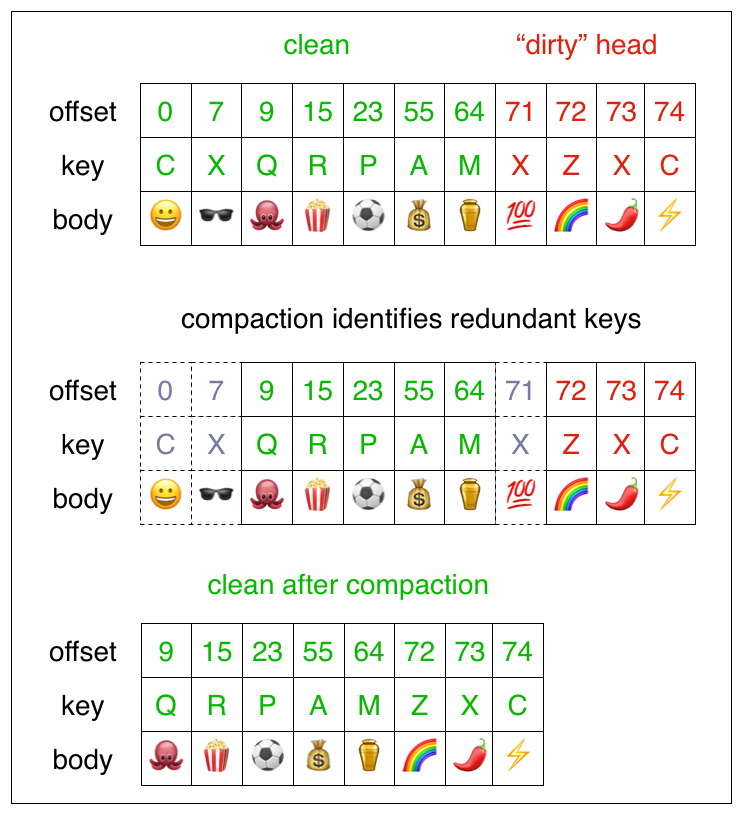 clean “dirty” head
offset 0 7 9 15 23 55 64 71 72 73 74
key C X Q R P A M X Z X C
body 😀 🕶️ 🐙 🍿 ⚽ 💰 ⚱️ 💯 🌈 🌶️ ⚡
compaction identifies redundant keys
offset 0 7 9 15 23 55 64 71 72 73 74
key C X Q R P A M X Z X C
body 😀 🕶️ 🐙 🍿 ⚽ 💰 ⚱️ 💯 🌈 🌶️ ⚡
clean after compaction
offset 9 15 23 55 64 72 73 74
key Q R P A M Z X C
body 🐙 🍿 ⚽ 💰 ⚱️ 🌈 🌶️ ⚡